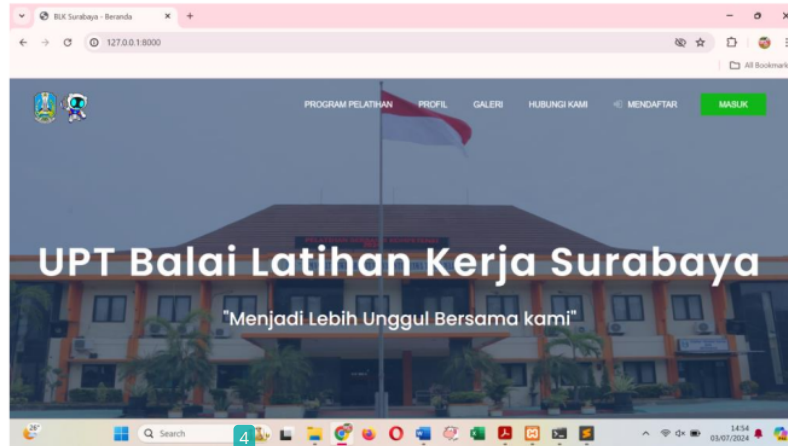 BLK Surabaya - Beranda
127.0.0.1:8000
All Bookmark
PROGRAM PELATIHAN PROFIL GALERI HUBUNGI KAMI MENDAFTAR MASUK
UPT Balai Latihan Kerja Surabaya
"Menjadi Lebih Unggul Bersama kami"
26°
Search
4
14:54
03/07/2024